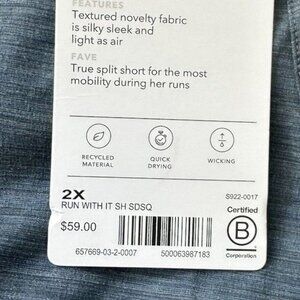 FEATURES
Textured novelty fabric
is silky sleek and
light as air
FAVE
True split short for the most
mobility during her runs
RECYCLED
MATERIAL
QUICK
DRYING
WICKING
2X
S922-0017
RUN WITH IT SH SDSQ
$59.00
Certified
B
Corporation
657669-03-2-0007
500063987183